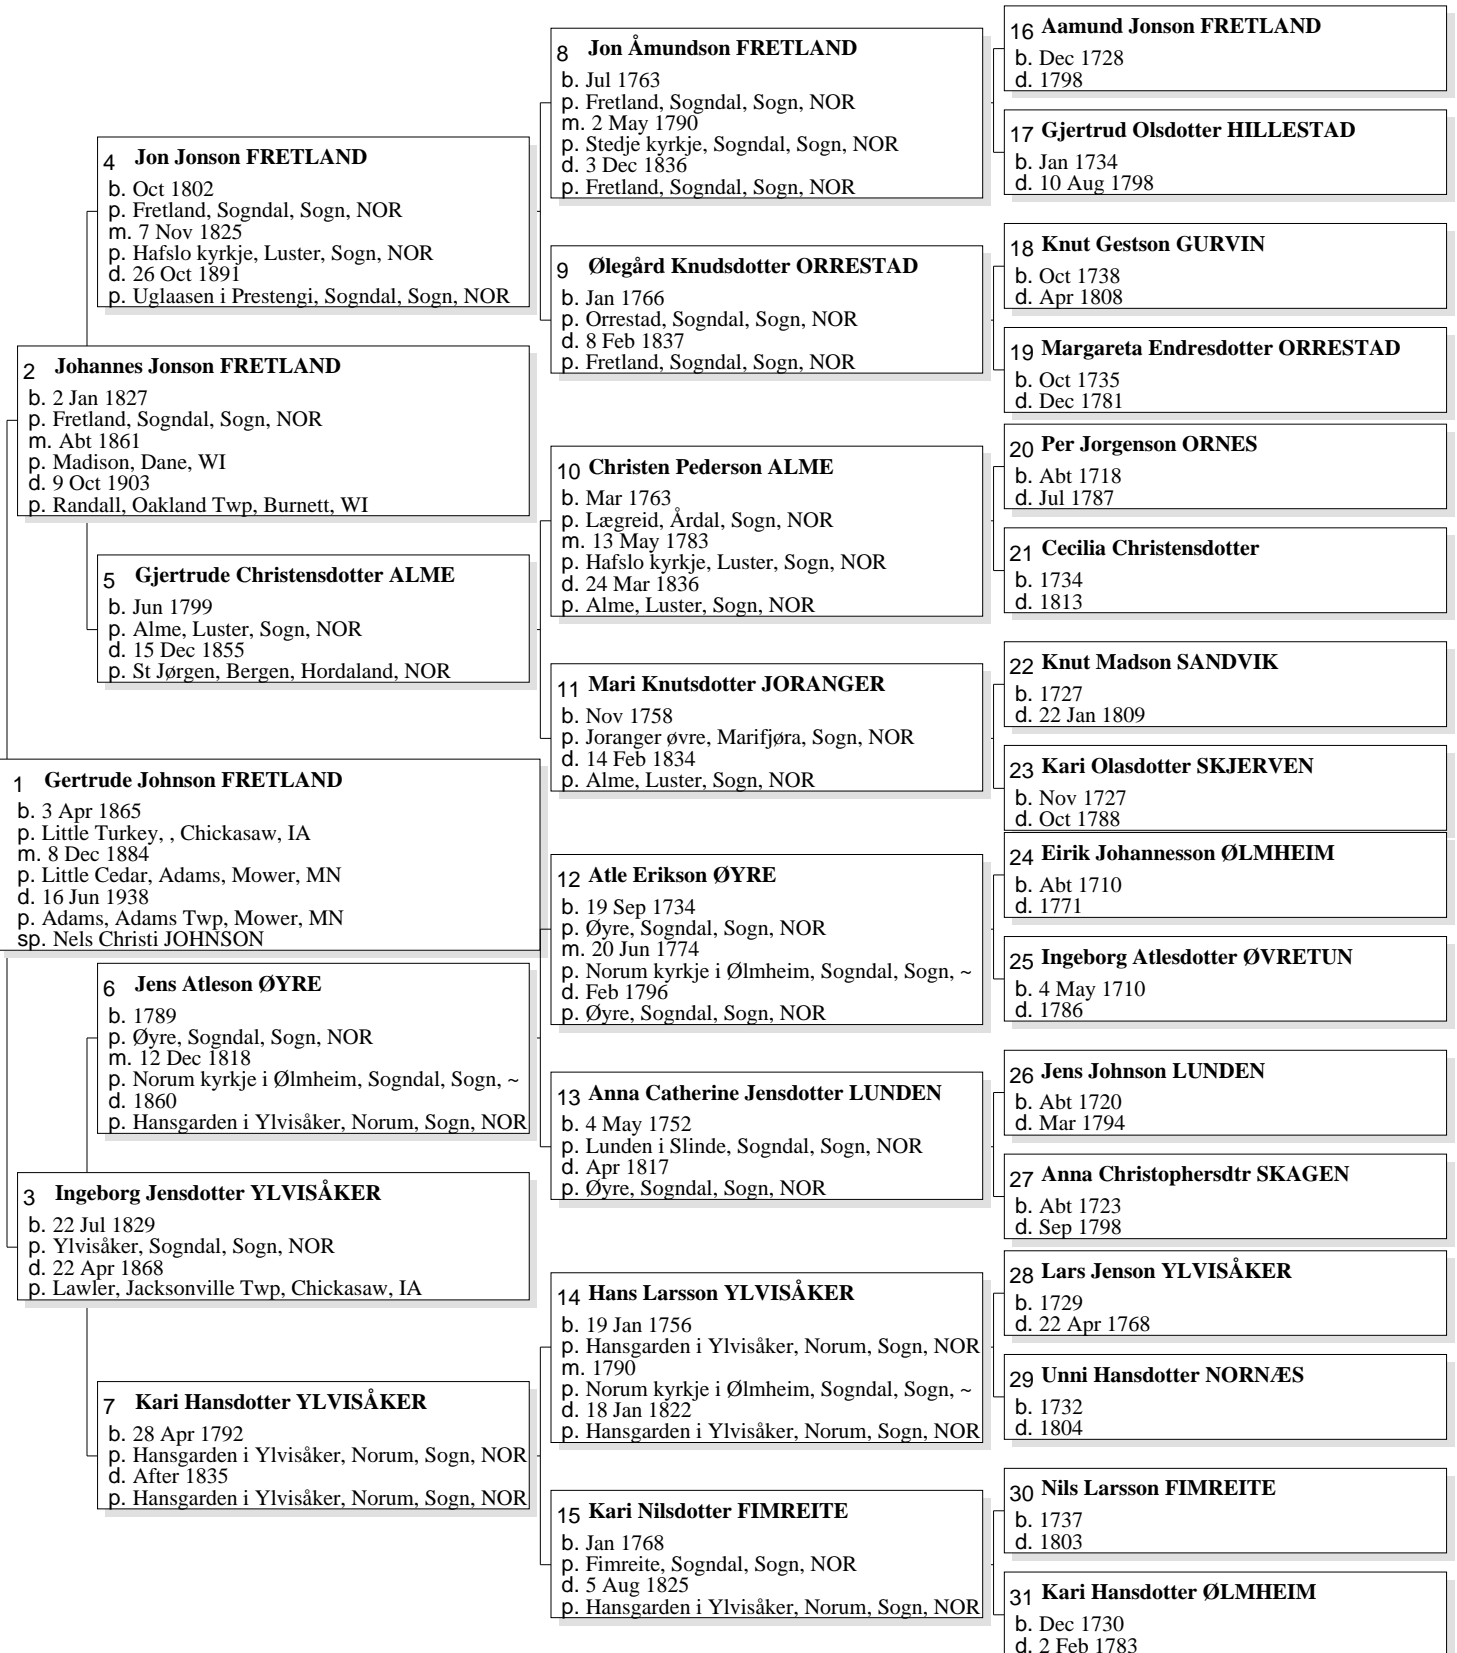 16 Aamund Jonson FRETLAND
b. Dec 1728
d. 1798
8 Jon Åmundson FRETLAND
b. Jul 1763
p. Fretland, Sogndal, Sogn, NOR
m. 2 May 1790
p. Stedje kyrkje, Sogndal, Sogn, NOR
d. 3 Dec 1836
p. Fretland, Sogndal, Sogn, NOR
17 Gjertrud Olsdotter HILLESTAD
b. Jan 1734
d. 10 Aug 1798
4 Jon Jonson FRETLAND
b. Oct 1802
p. Fretland, Sogndal, Sogn, NOR
m. 7 Nov 1825
p. Hafslo kyrkje, Luster, Sogn, NOR
d. 26 Oct 1891
p. Uglaasen i Prestengi, Sogndal, Sogn, NOR
18 Knut Gestson GURVIN
b. Oct 1738
d. Apr 1808
9 Ølegård Knudsdotter ORRESTAD
b. Jan 1766
p. Orrestad, Sogndal, Sogn, NOR
d. 8 Feb 1837
p. Fretland, Sogndal, Sogn, NOR
19 Margareta Endresdotter ORRESTAD
b. Oct 1735
d. Dec 1781
2 Johannes Jonson FRETLAND
b. 2 Jan 1827
p. Fretland, Sogndal, Sogn, NOR
m. Abt 1861
p. Madison, Dane, WI
d. 9 Oct 1903
p. Randall, Oakland Twp, Burnett, WI
20 Per Jorgenson ORNES
b. Abt 1718
d. Jul 1787
10 Christen Pederson ALME
b. Mar 1763
p. Lægreid, Årdal, Sogn, NOR
m. 13 May 1783
p. Hafslo kyrkje, Luster, Sogn, NOR
d. 24 Mar 1836
p. Alme, Luster, Sogn, NOR
21 Cecilia Christensdotter
b. 1734
d. 1813
5 Gjertrude Christensdotter ALME
b. Jun 1799
p. Alme, Luster, Sogn, NOR
d. 15 Dec 1855
p. St Jørgen, Bergen, Hordaland, NOR
22 Knut Madson SANDVIK
b. 1727
d. 22 Jan 1809
11 Mari Knutsdotter JORANGER
b. Nov 1758
p. Joranger øvre, Marifjøra, Sogn, NOR
d. 14 Feb 1834
p. Alme, Luster, Sogn, NOR
23 Kari Olasdotter SKJERVEN
b. Nov 1727
d. Oct 1788
1 Gertrude Johnson FRETLAND
b. 3 Apr 1865
p. Little Turkey, , Chickasaw, IA
m. 8 Dec 1884
p. Little Cedar, Adams, Mower, MN
d. 16 Jun 1938
p. Adams, Adams Twp, Mower, MN
sp. Nels Christi JOHNSON
24 Eirik Johannesson ØLMHEIM
b. Abt 1710
d. 1771
12 Atle Erikson ØYRE
b. 19 Sep 1734
p. Øyre, Sogndal, Sogn, NOR
m. 20 Jun 1774
p. Norum kyrkje i Ølmheim, Sogndal, Sogn, ~
d. Feb 1796
p. Øyre, Sogndal, Sogn, NOR
25 Ingeborg Atlesdotter ØVRETUN
b. 4 May 1710
d. 1786
6 Jens Atleson ØYRE
b. 1789
p. Øyre, Sogndal, Sogn, NOR
m. 12 Dec 1818
p. Norum kyrkje i Ølmheim, Sogndal, Sogn, ~
d. 1860
p. Hansgarden i Ylvisåker, Norum, Sogn, NOR
26 Jens Johnson LUNDEN
b. Abt 1720
d. Mar 1794
13 Anna Catherine Jensdotter LUNDEN
b. 4 May 1752
p. Lunden i Slinde, Sogndal, Sogn, NOR
d. Apr 1817
p. Øyre, Sogndal, Sogn, NOR
27 Anna Christophersdtr SKAGEN
b. Abt 1723
d. Sep 1798
3 Ingeborg Jensdotter YLVISÅKER
b. 22 Jul 1829
p. Ylvisåker, Sogndal, Sogn, NOR
d. 22 Apr 1868
p. Lawler, Jacksonville Twp, Chickasaw, IA
28 Lars Jenson YLVISÅKER
b. 1729
d. 22 Apr 1768
14 Hans Larsson YLVISÅKER
b. 19 Jan 1756
p. Hansgarden i Ylvisåker, Norum, Sogn, NOR
m. 1790
p. Norum kyrkje i Ølmheim, Sogndal, Sogn, ~
d. 18 Jan 1822
p. Hansgarden i Ylvisåker, Norum, Sogn, NOR
29 Unni Hansdotter NORNÆS
b. 1732
d. 1804
7 Kari Hansdotter YLVISÅKER
b. 28 Apr 1792
p. Hansgarden i Ylvisåker, Norum, Sogn, NOR
d. After 1835
p. Hansgarden i Ylvisåker, Norum, Sogn, NOR
30 Nils Larsson FIMREITE
b. 1737
d. 1803
15 Kari Nilsdotter FIMREITE
b. Jan 1768
p. Fimreite, Sogndal, Sogn, NOR
d. 5 Aug 1825
p. Hansgarden i Ylvisåker, Norum, Sogn, NOR
31 Kari Hansdotter ØLMHEIM
b. Dec 1730
d. 2 Feb 1783